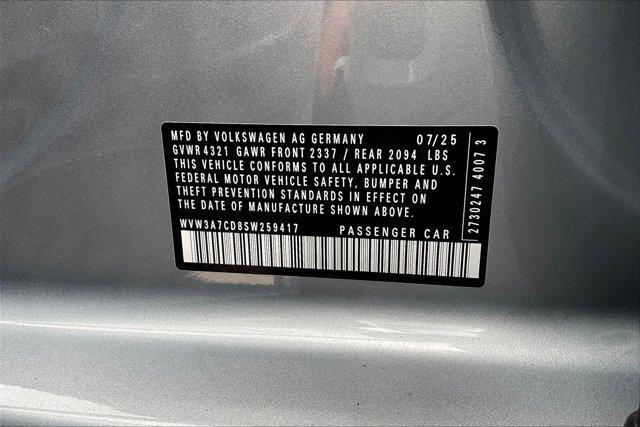 MFD BY VOLKSWAGEN AG GERMANY 07/25
GVWR 4321 GAWR FRONT 2337 / REAR 2094 LBS
THIS VEHICLE CONFORMS TO ALL APPLICABLE U.S.
FEDERAL MOTOR VEHICLE SAFETY, BUMPER AND
THEFT PREVENTION STANDARDS IN EFFECT ON
THE DATE OF MANUFACTURE SHOWN ABOVE.
WVW3A7CD8SW259417 PASSENGER CAR
2730247 4007 3